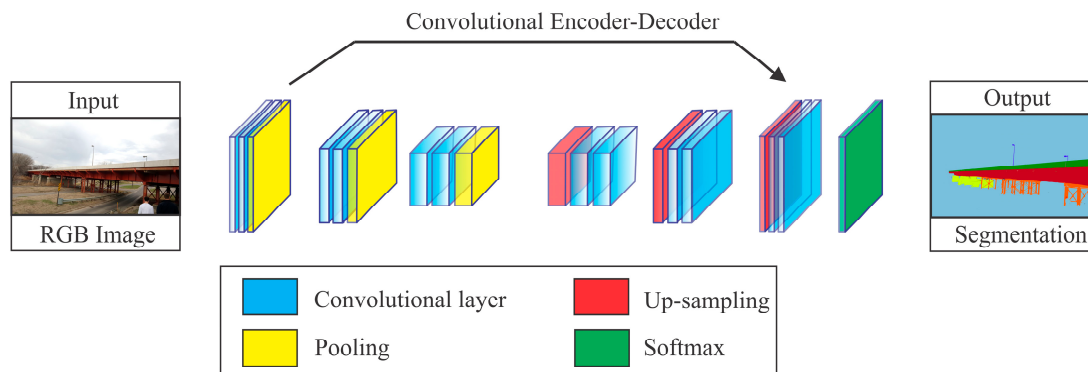 Convolutional Encoder-Decoder
Input
RGB Image
Output
Segmentation
Convolutional layer
Up-sampling
Pooling
Softmax